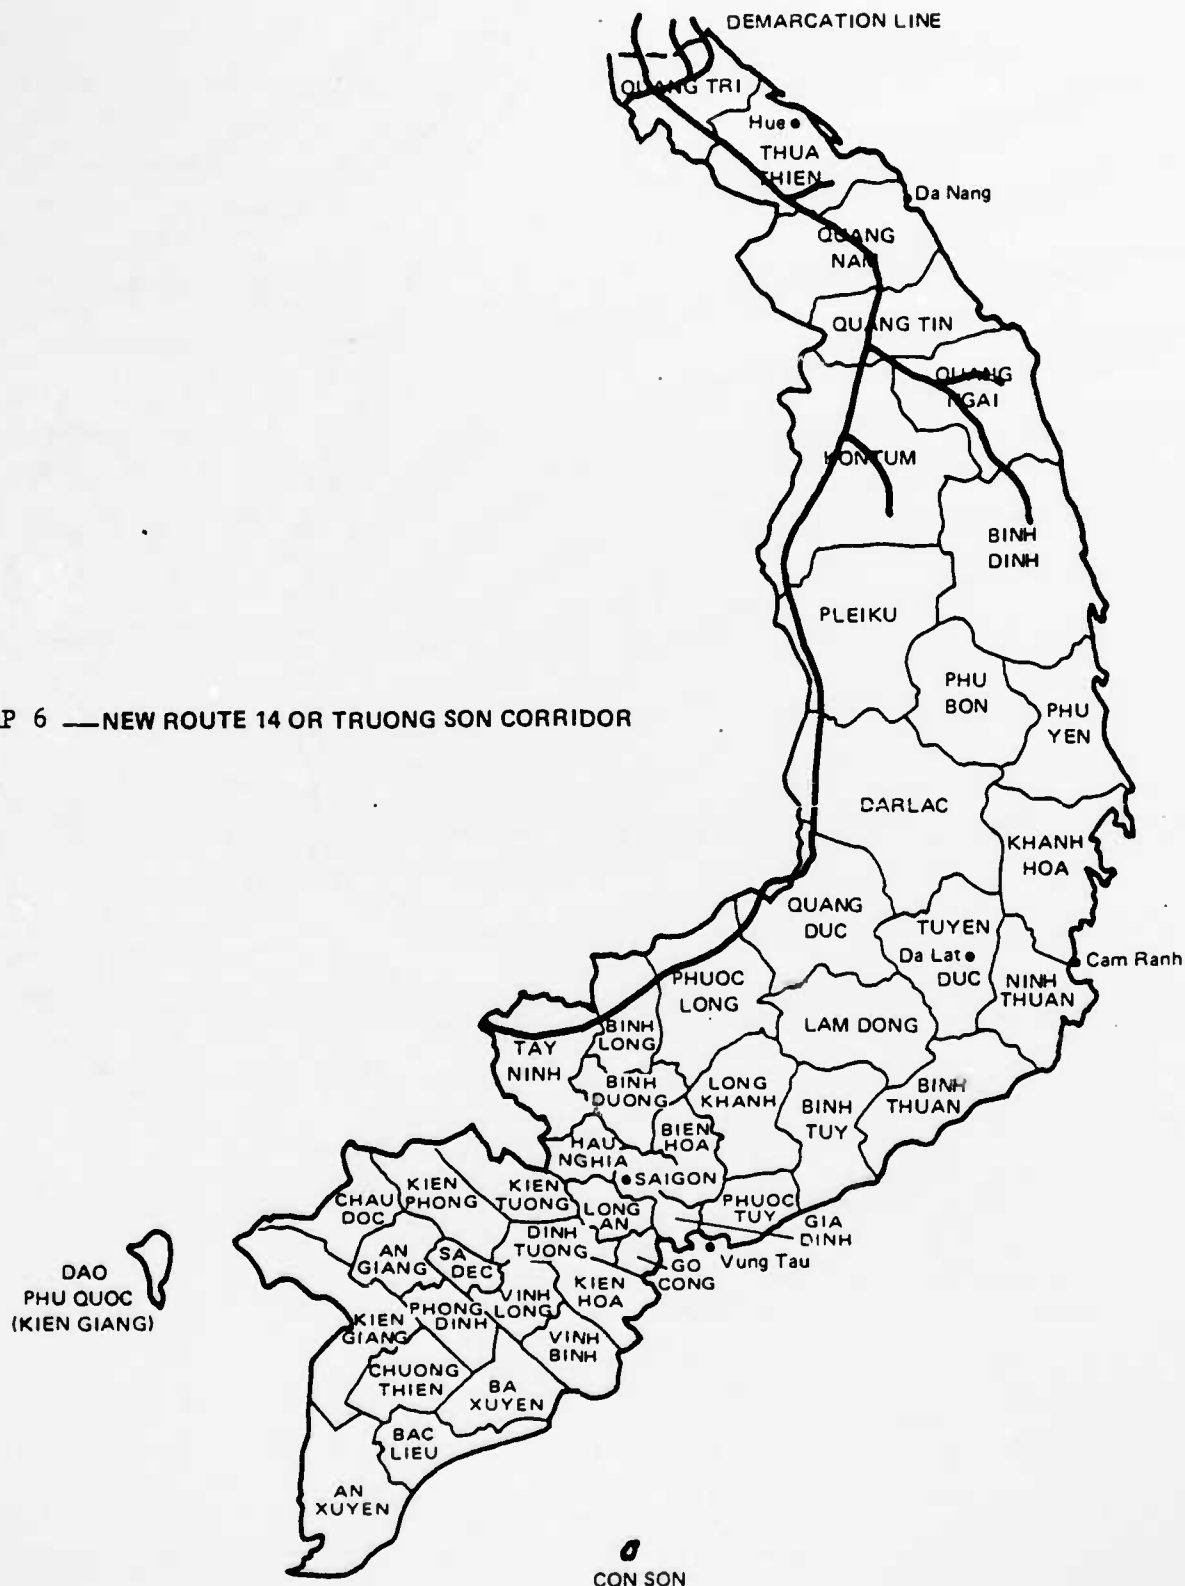 DEMARCATION LINE
QUANG TRI
Hue
THUA
THIEN
Da Nang
QUANG
NAM
QUANG TIN
QUANG
NGAI
KONTUM
BINH
DINH
PLEIKU
PHU
BON
PHU
YEN
P 6 — NEW ROUTE 14 OR TRUONG SON CORRIDOR
DARLAC
KHANH
HOA
QUANG
DUC
TUYEN
Da Lat
DUC
Cam Ranh
NINH
THUAN
PHUOC
LONG
LAM DONG
BINH
LONG
TAY
NINH
BINH
DUONG
LONG
KHANH
BINH
TUY
BINH
THUAN
BIEN
HOA
HAU
NGHIA
SAIGON
PHUOC
TUY
GIA
DINH
KIEN
PHONG
KIEN
TUONG
LONG
AN
CHAU
DOC
DINH
TUONG
GO
CONG
Vung Tau
AN
GIANG
SA
DEC
KIEN
HOA
DAO
PHU QUOC
(KIEN GIANG)
VINH
LONG
PHONG
DINH
KIEN
GIANG
VINH
BINH
CHUONG
THIEN
BA
XUYEN
BAC
LIEU
AN
XUYEN
CON SON